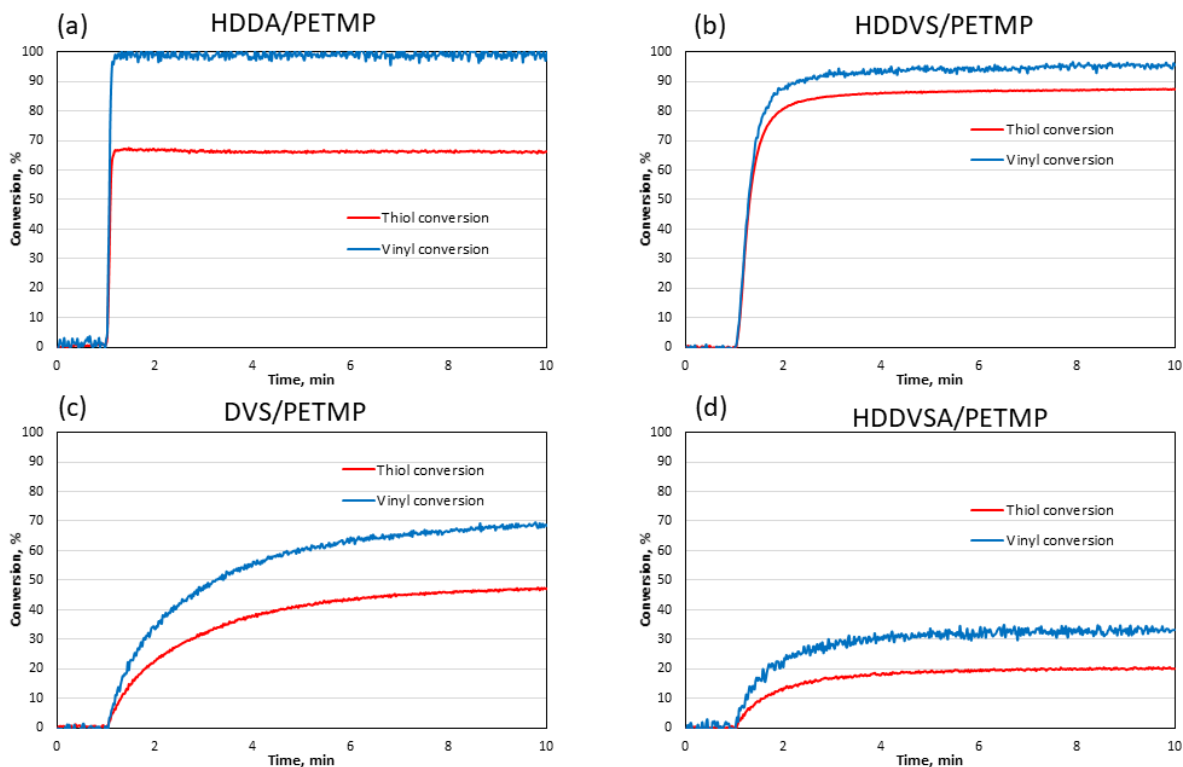 (a)
HDDA/PETMP
100
90
80
70
60
50
40
30
20
10
0
Conversion, %
Thiol conversion
Vinyl conversion
0 2 4 6 8 10
Time, min
(b)
HDDVS/PETMP
100
90
80
70
60
50
40
30
20
10
0
Conversion, %
Thiol conversion
Vinyl conversion
0 2 4 6 8 10
Time, min
(c)
DVS/PETMP
100
90
80
70
60
50
40
30
20
10
0
Conversion, %
Thiol conversion
Vinyl conversion
0 2 4 6 8 10
Time, min
(d)
HDDVSA/PETMP
100
90
80
70
60
50
40
30
20
10
0
Conversion, %
Thiol conversion
Vinyl conversion
0 2 4 6 8 10
Time, min